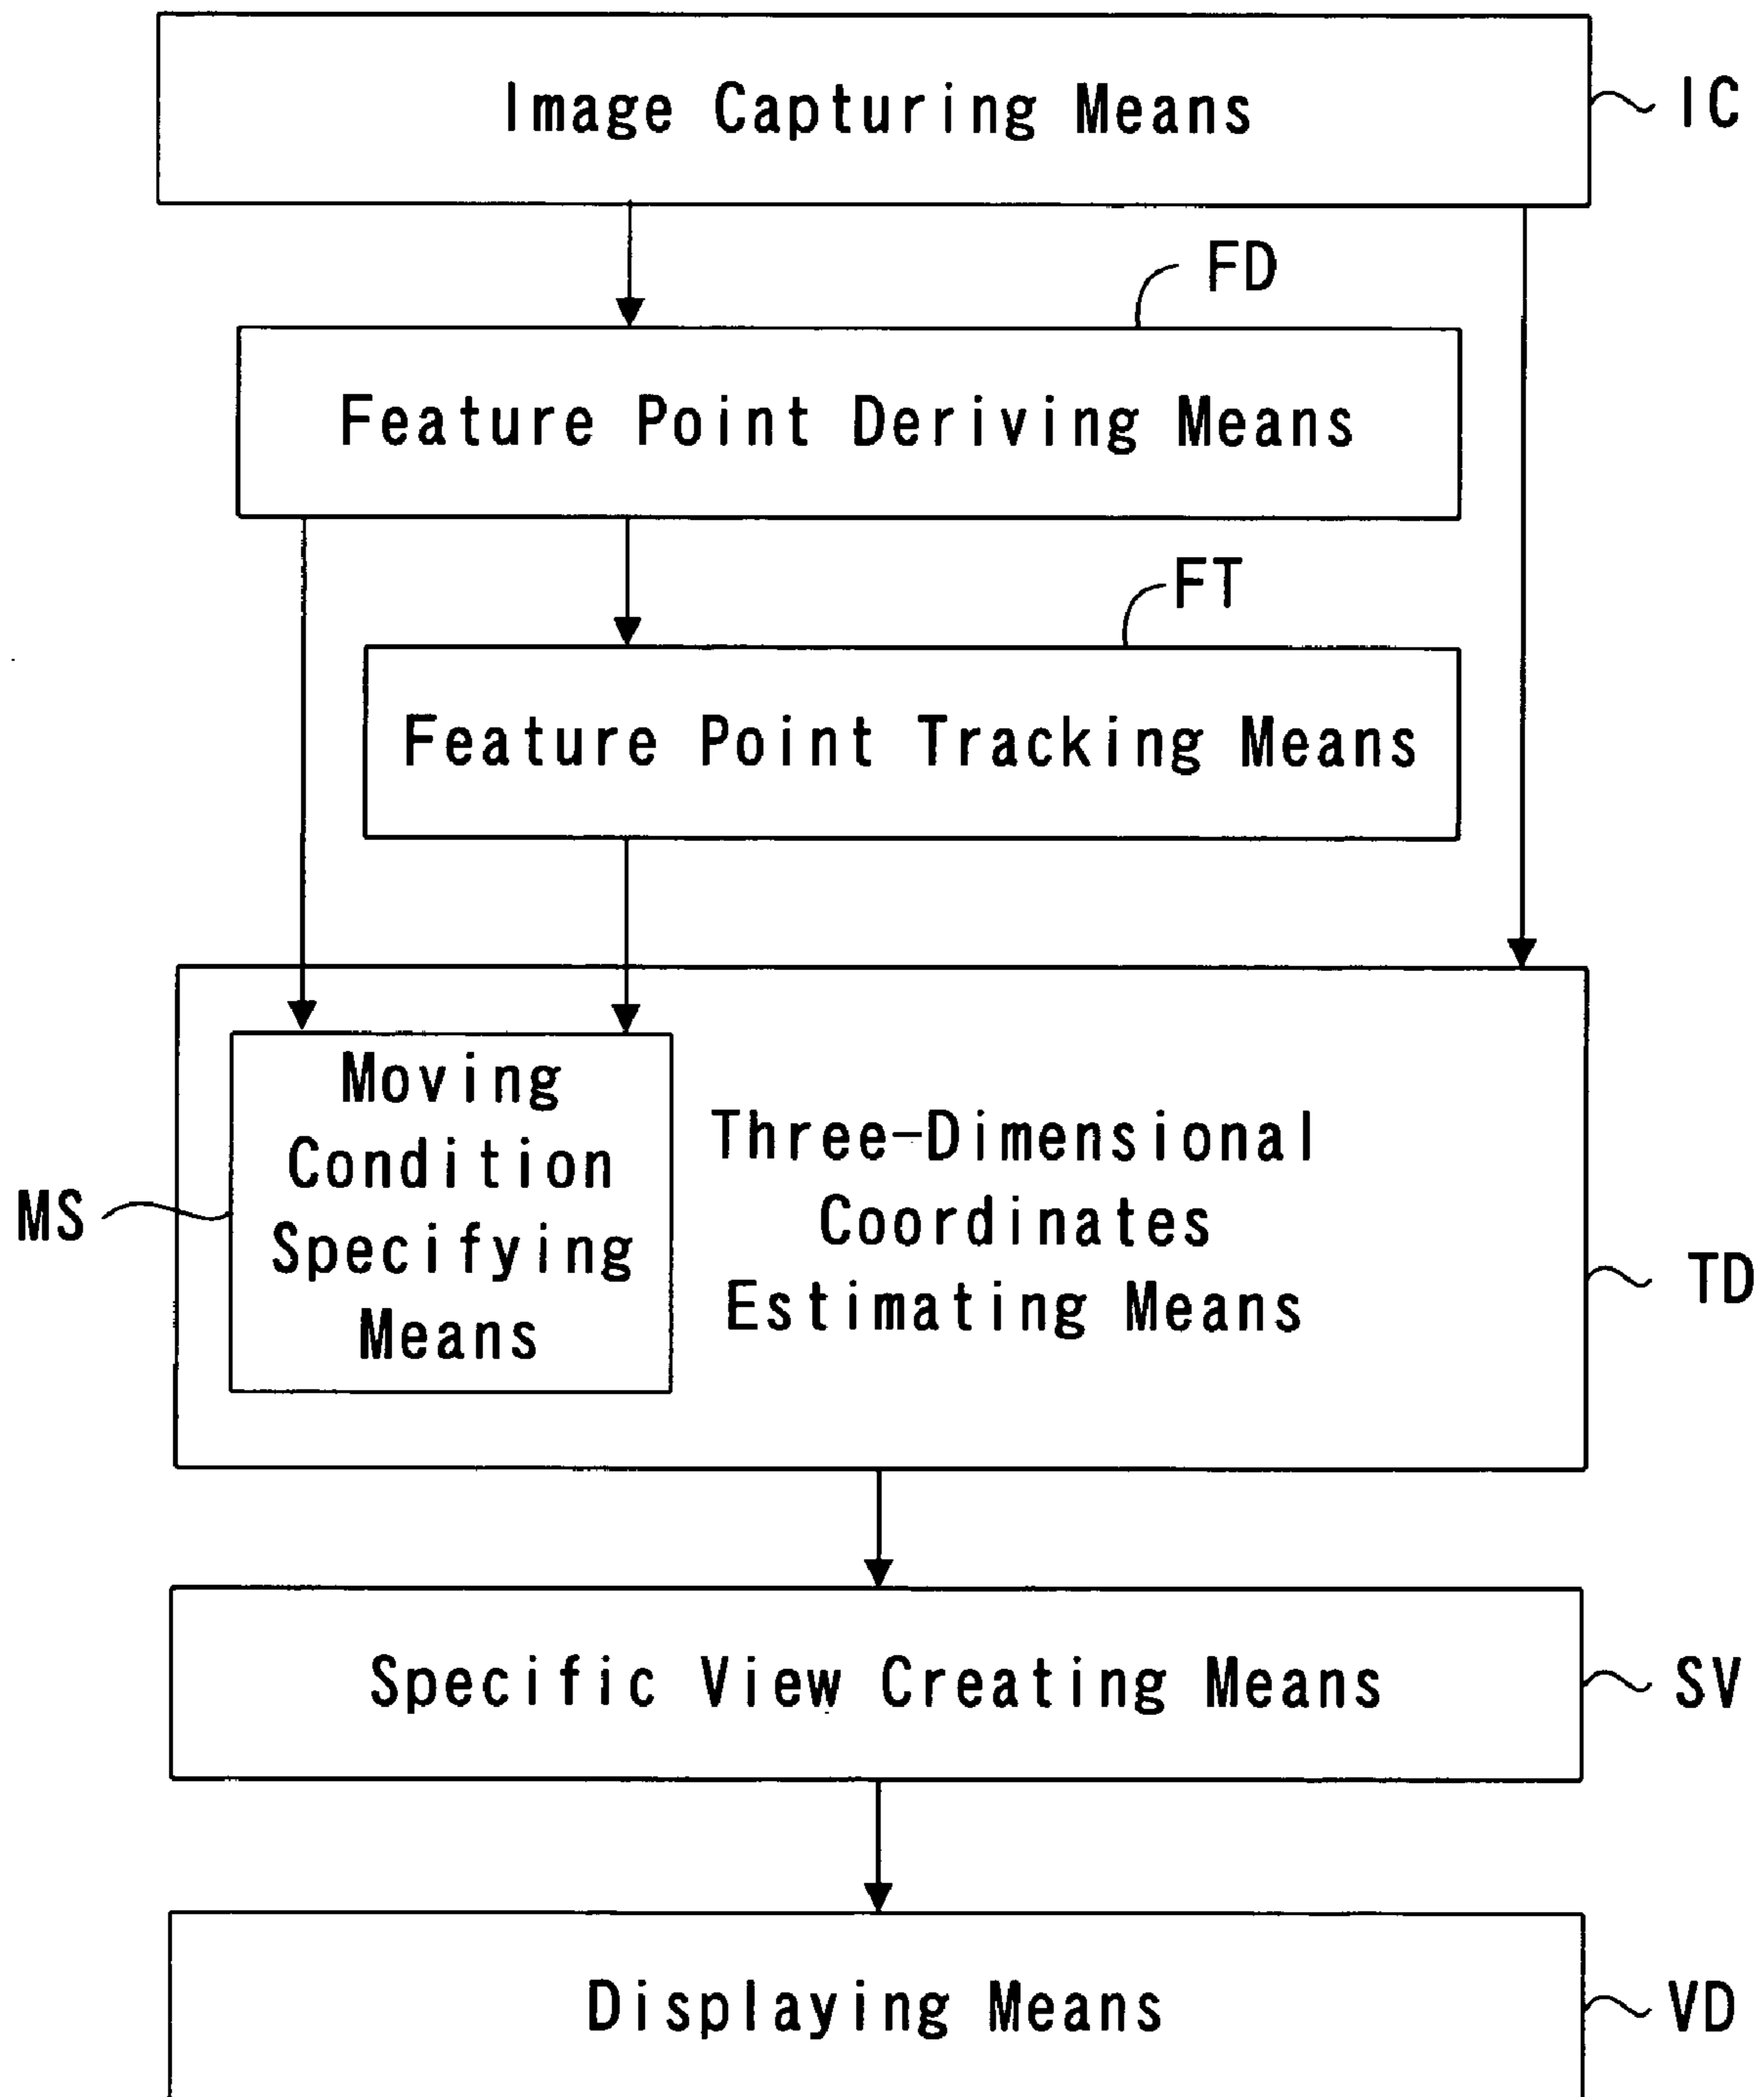 Image Capturing Means
IC
FD
Feature Point Deriving Means
FT
Feature Point Tracking Means
Moving
Condition
Specifying
Means
MS
Three-Dimensional
Coordinates
Estimating Means
TD
Specific View Creating Means
SV
Displaying Means
VD